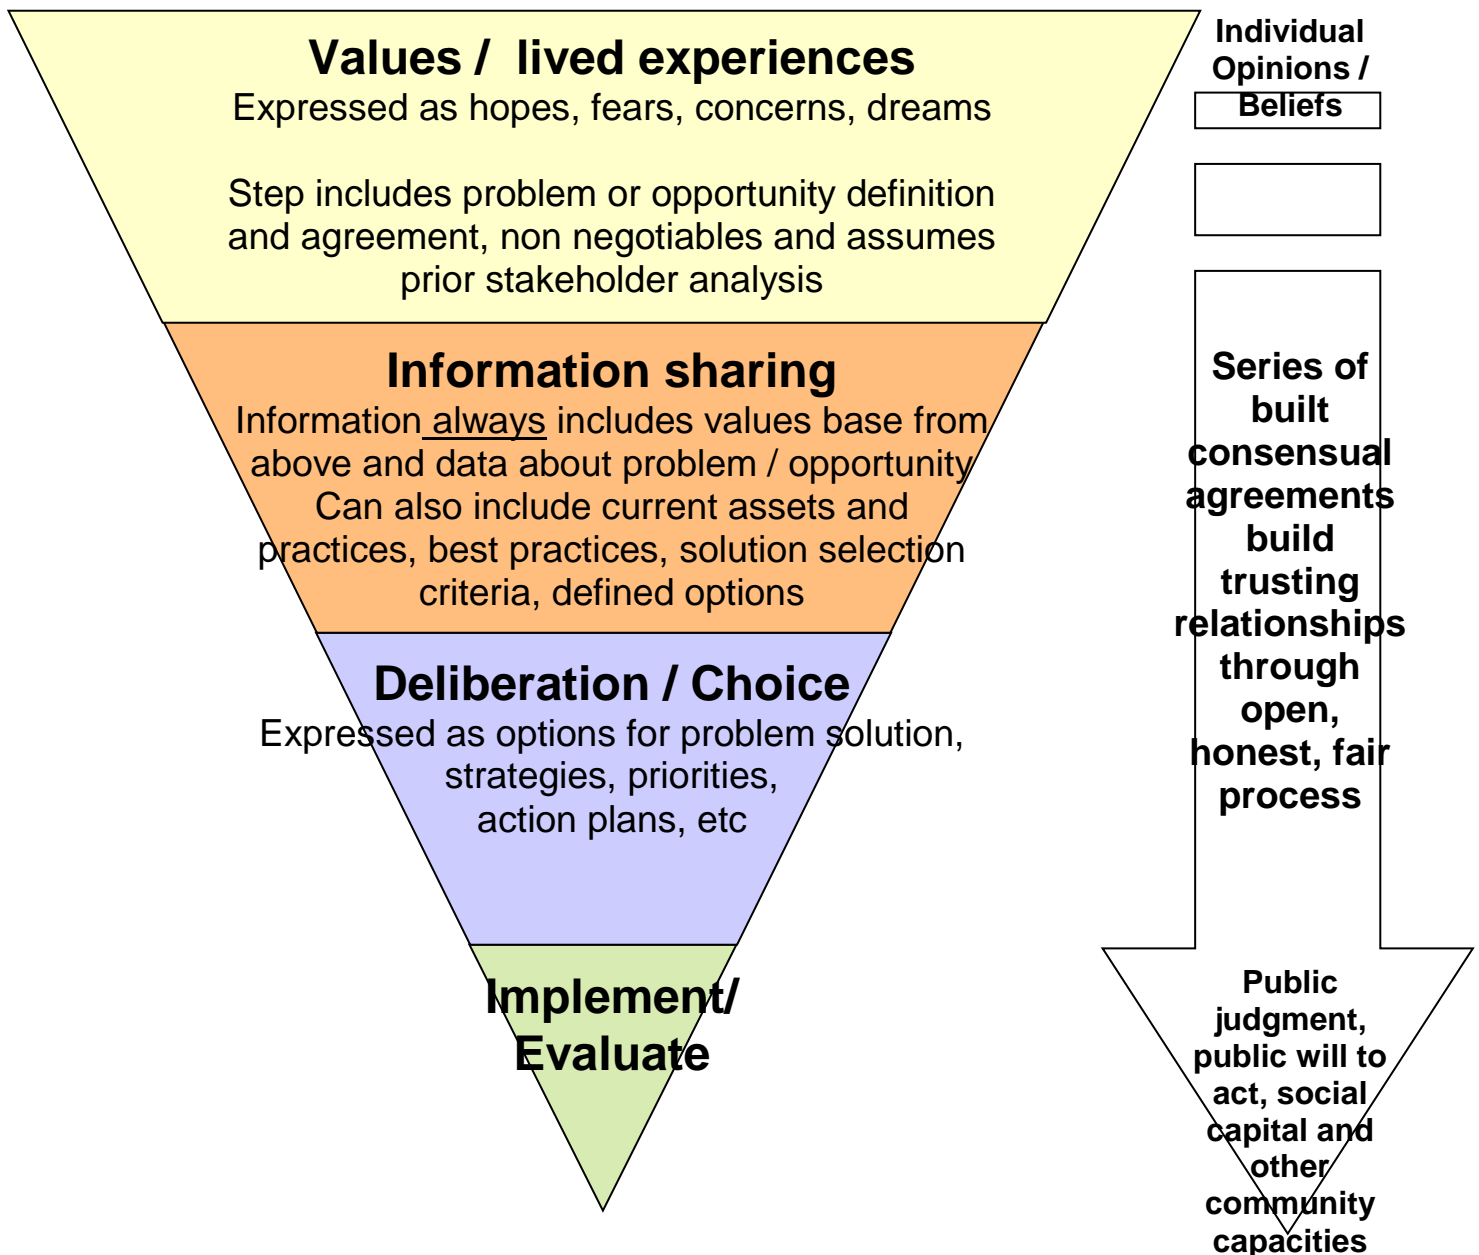 Values /  lived experiences
Expressed as hopes, fears, concerns, dreams
Step includes problem or opportunity definition
and agreement, non negotiables and assumes
prior stakeholder analysis
Information sharing
Information always includes values base from
above and data about problem / opportunity
Can also include current assets and
practices, best practices, solution selection
criteria, defined options
Deliberation / Choice
Expressed as options for problem solution,
strategies, priorities,
action plans, etc
Implement/
Evaluate
Individual
Opinions /
Beliefs
Series of
built
consensual
agreements
build
trusting
relationships
through
open,
honest, fair
process
Public
judgment,
public will to
act, social
capital and
other
community
capacities